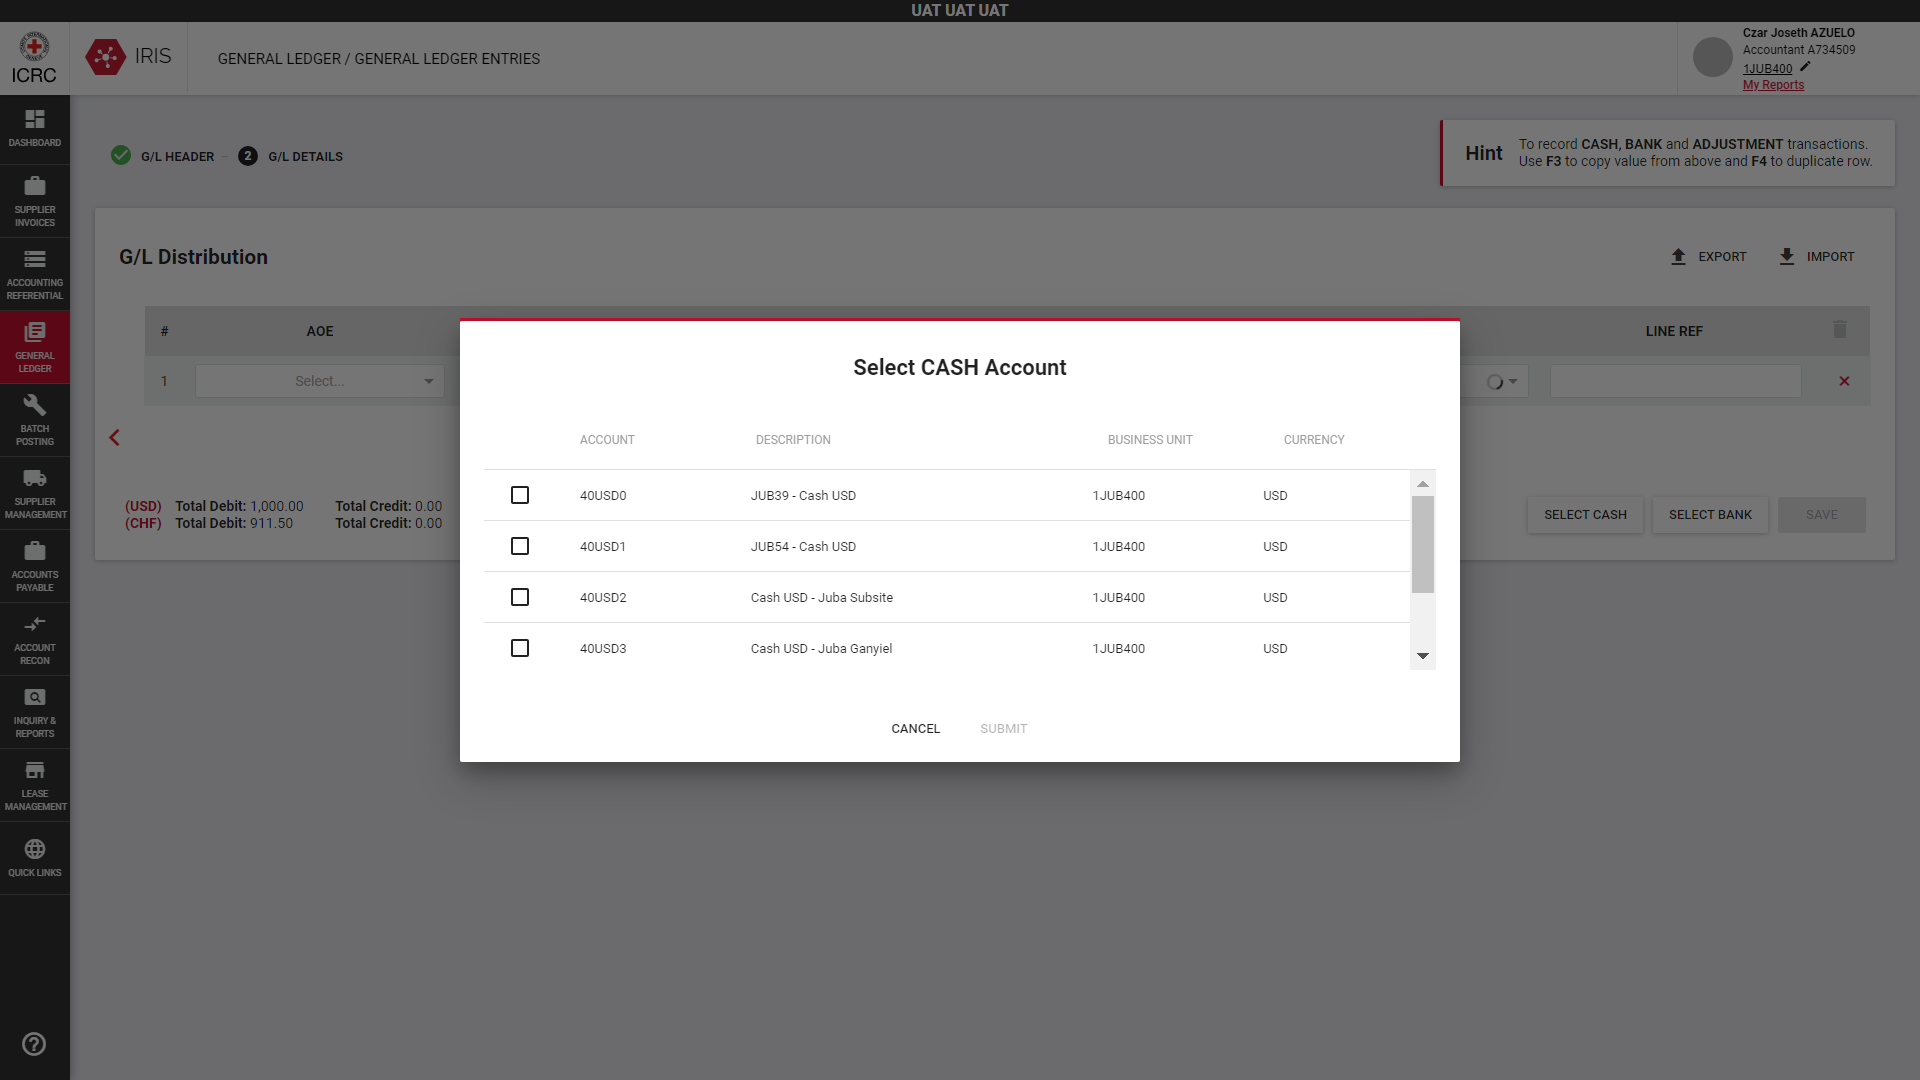 UAT UAT UAT
ICRC
IRIS
GENERAL LEDGER / GENERAL LEDGER ENTRIES
Czar Joseth AZUELO
Accountant A734509
1JUB400
My Reports
DASHBOARD
SUPPLIER
INVOICES
ACCOUNTING
REFERENTIAL
GENERAL
LEDGER
BATCH
POSTING
SUPPLIER
MANAGEMENT
ACCOUNTS
PAYABLE
ACCOUNT
RECON
INQUIRY &
REPORTS
LEASE
MANAGEMENT
QUICK LINKS
G/L HEADER
2 G/L DETAILS
Hint
To record CASH, BANK and ADJUSTMENT transactions.
Use F3 to copy value from above and F4 to duplicate row.
G/L Distribution
EXPORT
IMPORT
# AOE LINE REF
1 Select...
(USD) Total Debit: 1,000.00 Total Credit: 0.00
(CHF) Total Debit: 911.50 Total Credit: 0.00
SELECT CASH
SELECT BANK
SAVE
Select CASH Account
ACCOUNT DESCRIPTION BUSINESS UNIT CURRENCY
40USD0 JUB39 - Cash USD 1JUB400 USD
40USD1 JUB54 - Cash USD 1JUB400 USD
40USD2 Cash USD - Juba Subsite 1JUB400 USD
40USD3 Cash USD - Juba Ganyiel 1JUB400 USD
CANCEL
SUBMIT